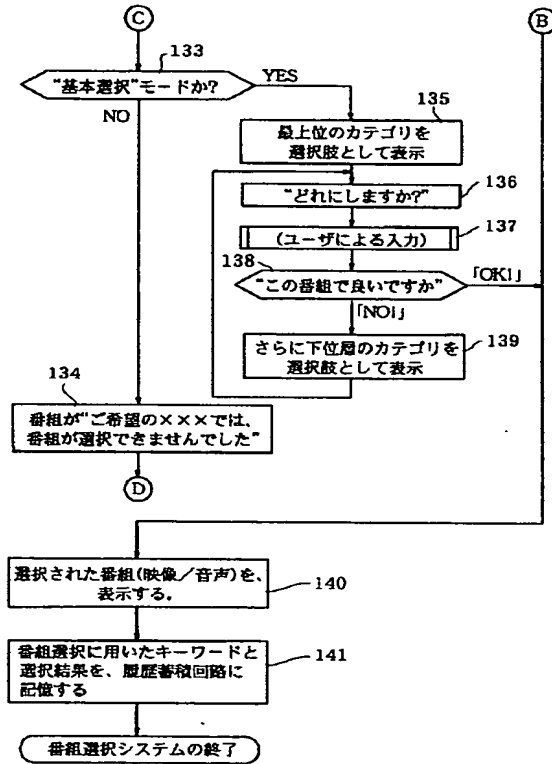 C
B
133
“基本選択”モードか?
YES
NO
135
最上位のカテゴリを
選択肢として表示
136
“どれにしますか?”
137
(ユーザによる入力)
138
“この番組で良いですか”
「OK!」
「NO!」
139
さらに下位層のカテゴリを
選択肢として表示
134
番組が“ご希望の×××では、
番組が選択できませんでした”
D
選択された番組(映像/音声)を、
表示する。
140
番組選択に用いたキーワードと
選択結果を、履歴蓄積回路に
記憶する
141
番組選択システムの終了